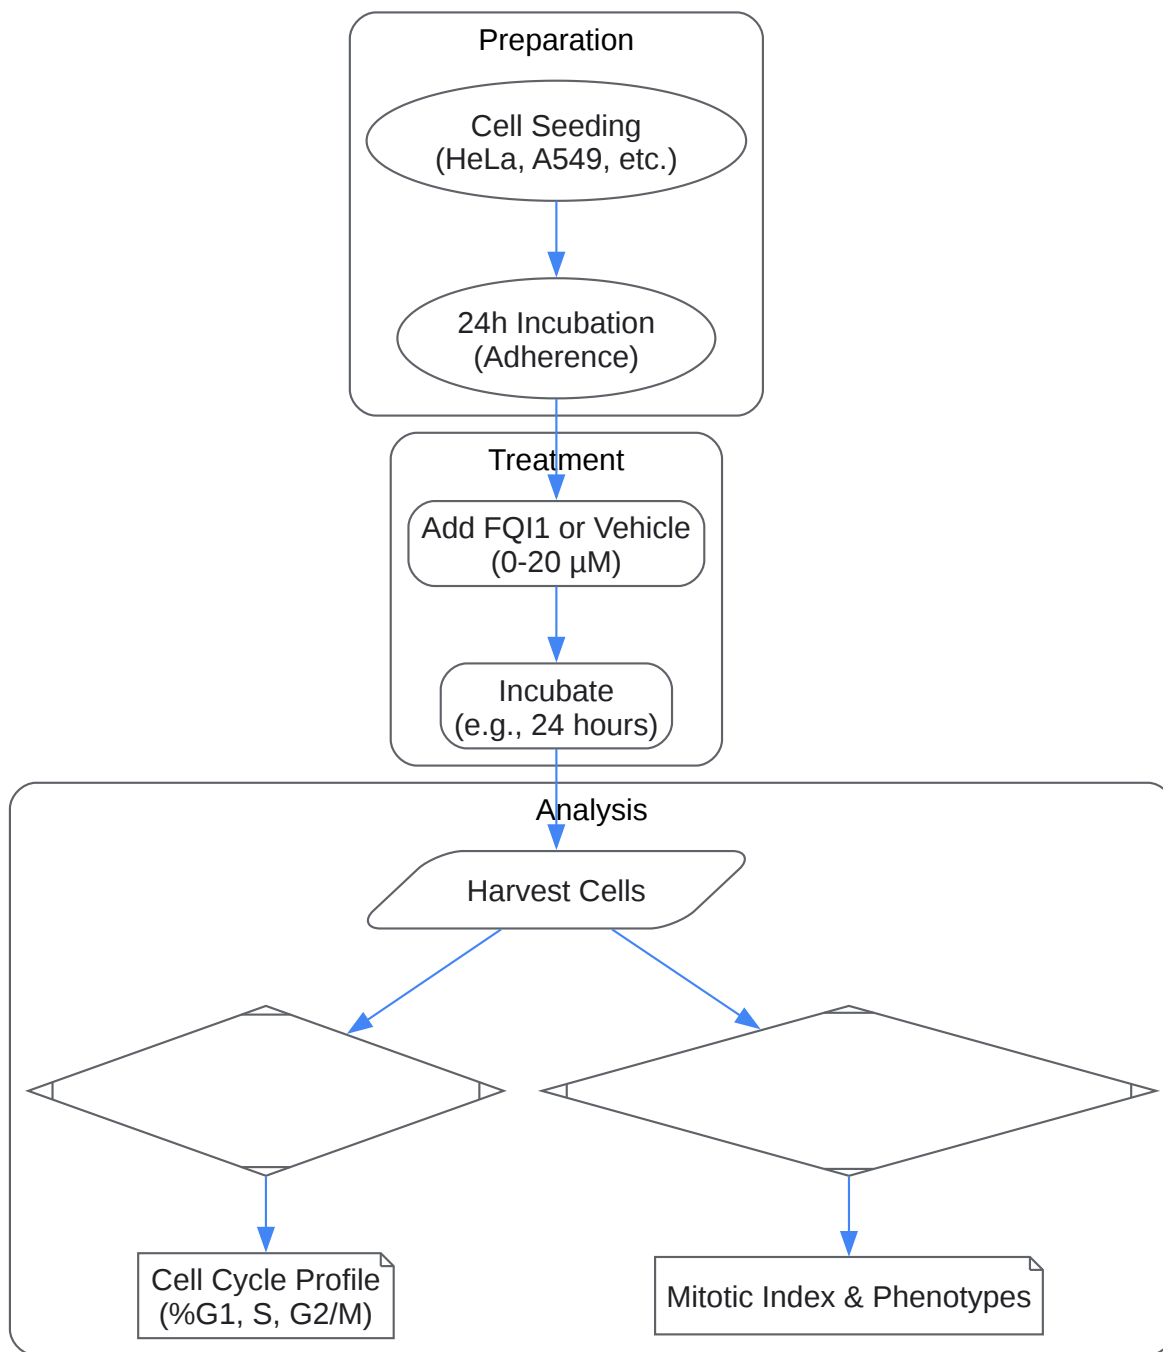 Preparation
Cell Seeding
(HeLa, A549, etc.)
24h Incubation
(Adherence)
Treatment
Add FQI1 or Vehicle
(0-20 µM)
Incubate
(e.g., 24 hours)
Analysis
Harvest Cells
Cell Cycle Profile
(%G1, S, G2/M)
Mitotic Index & Phenotypes